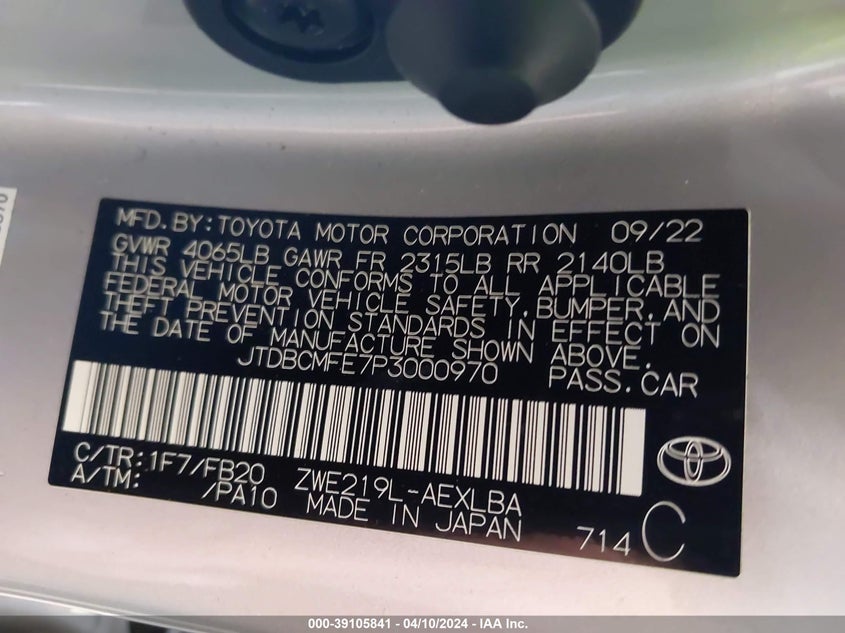 MFD.BY:TOYOTA MOTOR CORPORATION 09/22
GVWR 4065LB GAWR FR 2315LB RR 2140LB
THIS VEHICLE CONFORMS TO ALL APPLICABLE
FEDERAL MOTOR VEHICLE SAFETY,BUMPER,AND
THEFT PREVENTION STANDARDS IN EFFECT ON
THE DATE OF MANUFACTURE SHOWN ABOVE.
JTDBCMFE7P3000970 PASS.CAR
C/TR:1F7/FB20 ZWE219L-AEXLBA
A/TM: /PA10 MADE IN JAPAN 714 C
000-39105841 - 04/10/2024 - IAA Inc.